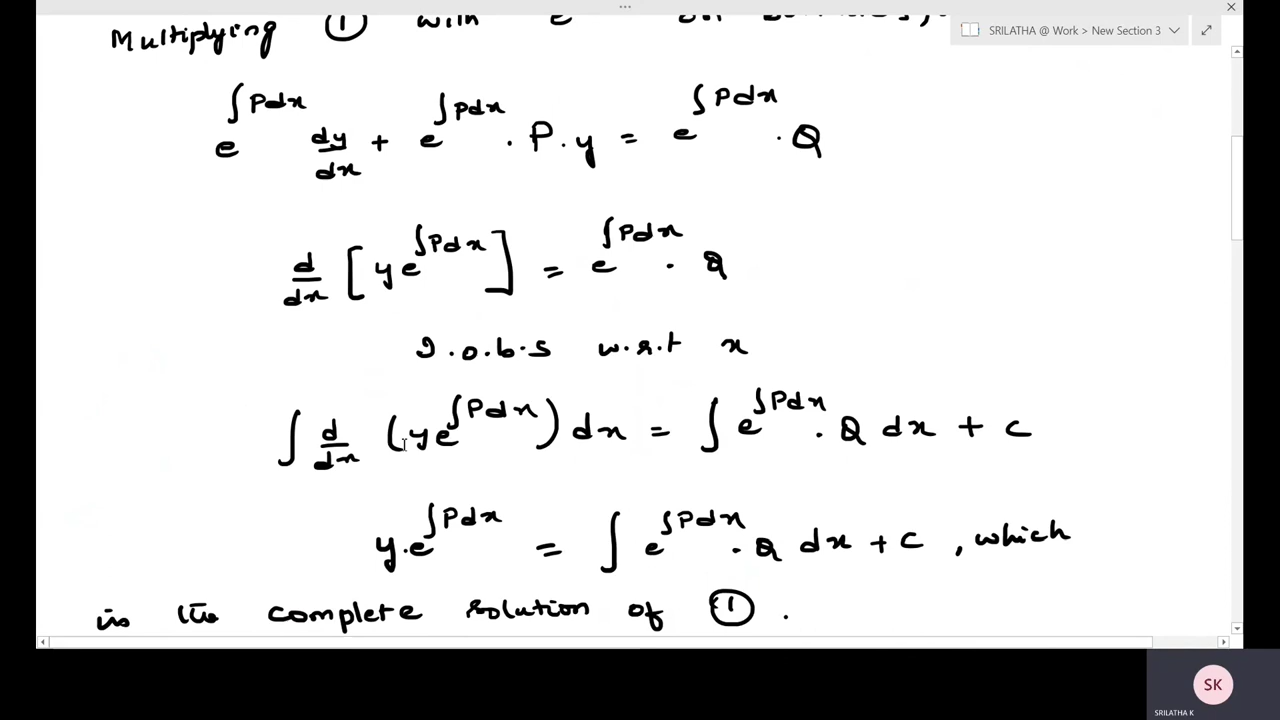 Multiplying ① with e
SRILATHA @ Work > New Section 3
e^∫Pdx dy/dx + e^∫Pdx . P . y = e^∫Pdx . Q
d/dx [y e^∫Pdx] = e^∫Pdx . Q
I.o.b.s w.r.t x
∫ d/dx (y e^∫Pdx) dx = ∫ e^∫Pdx . Q dx + c
y . e^∫Pdx = ∫ e^∫Pdx . Q dx + c , which
is the complete solution of ① .
SK
SRILATHA K